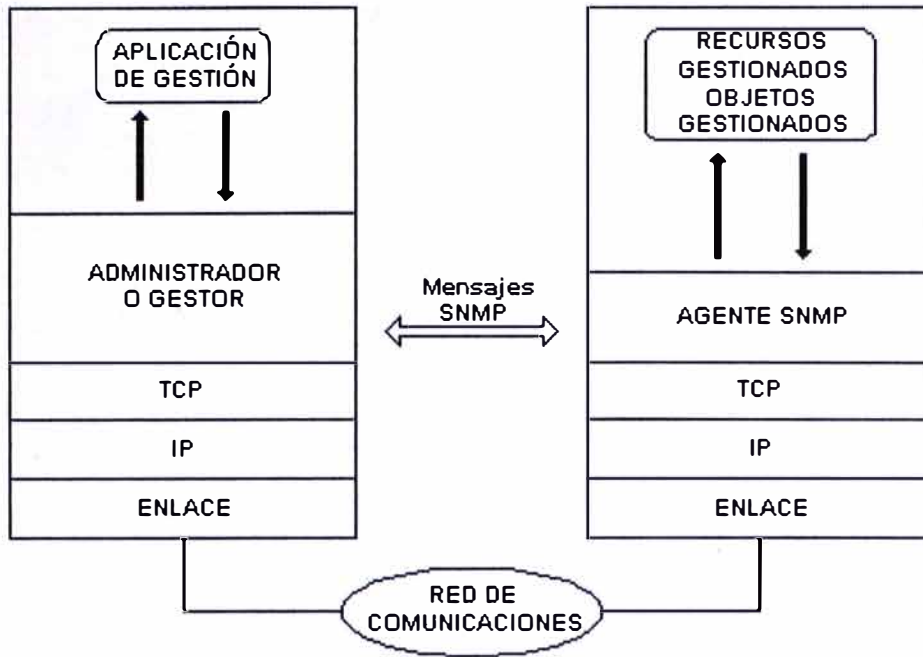 APLICACIÓN
DE GESTIÓN
ADMINISTRADOR
O GESTOR
TCP
IP
ENLACE
Mensajes
SNMP
RECURSOS
GESTIONADOS
OBJETOS
GESTIONADOS
AGENTE SNMP
TCP
IP
ENLACE
RED DE
COMUNICACIONES